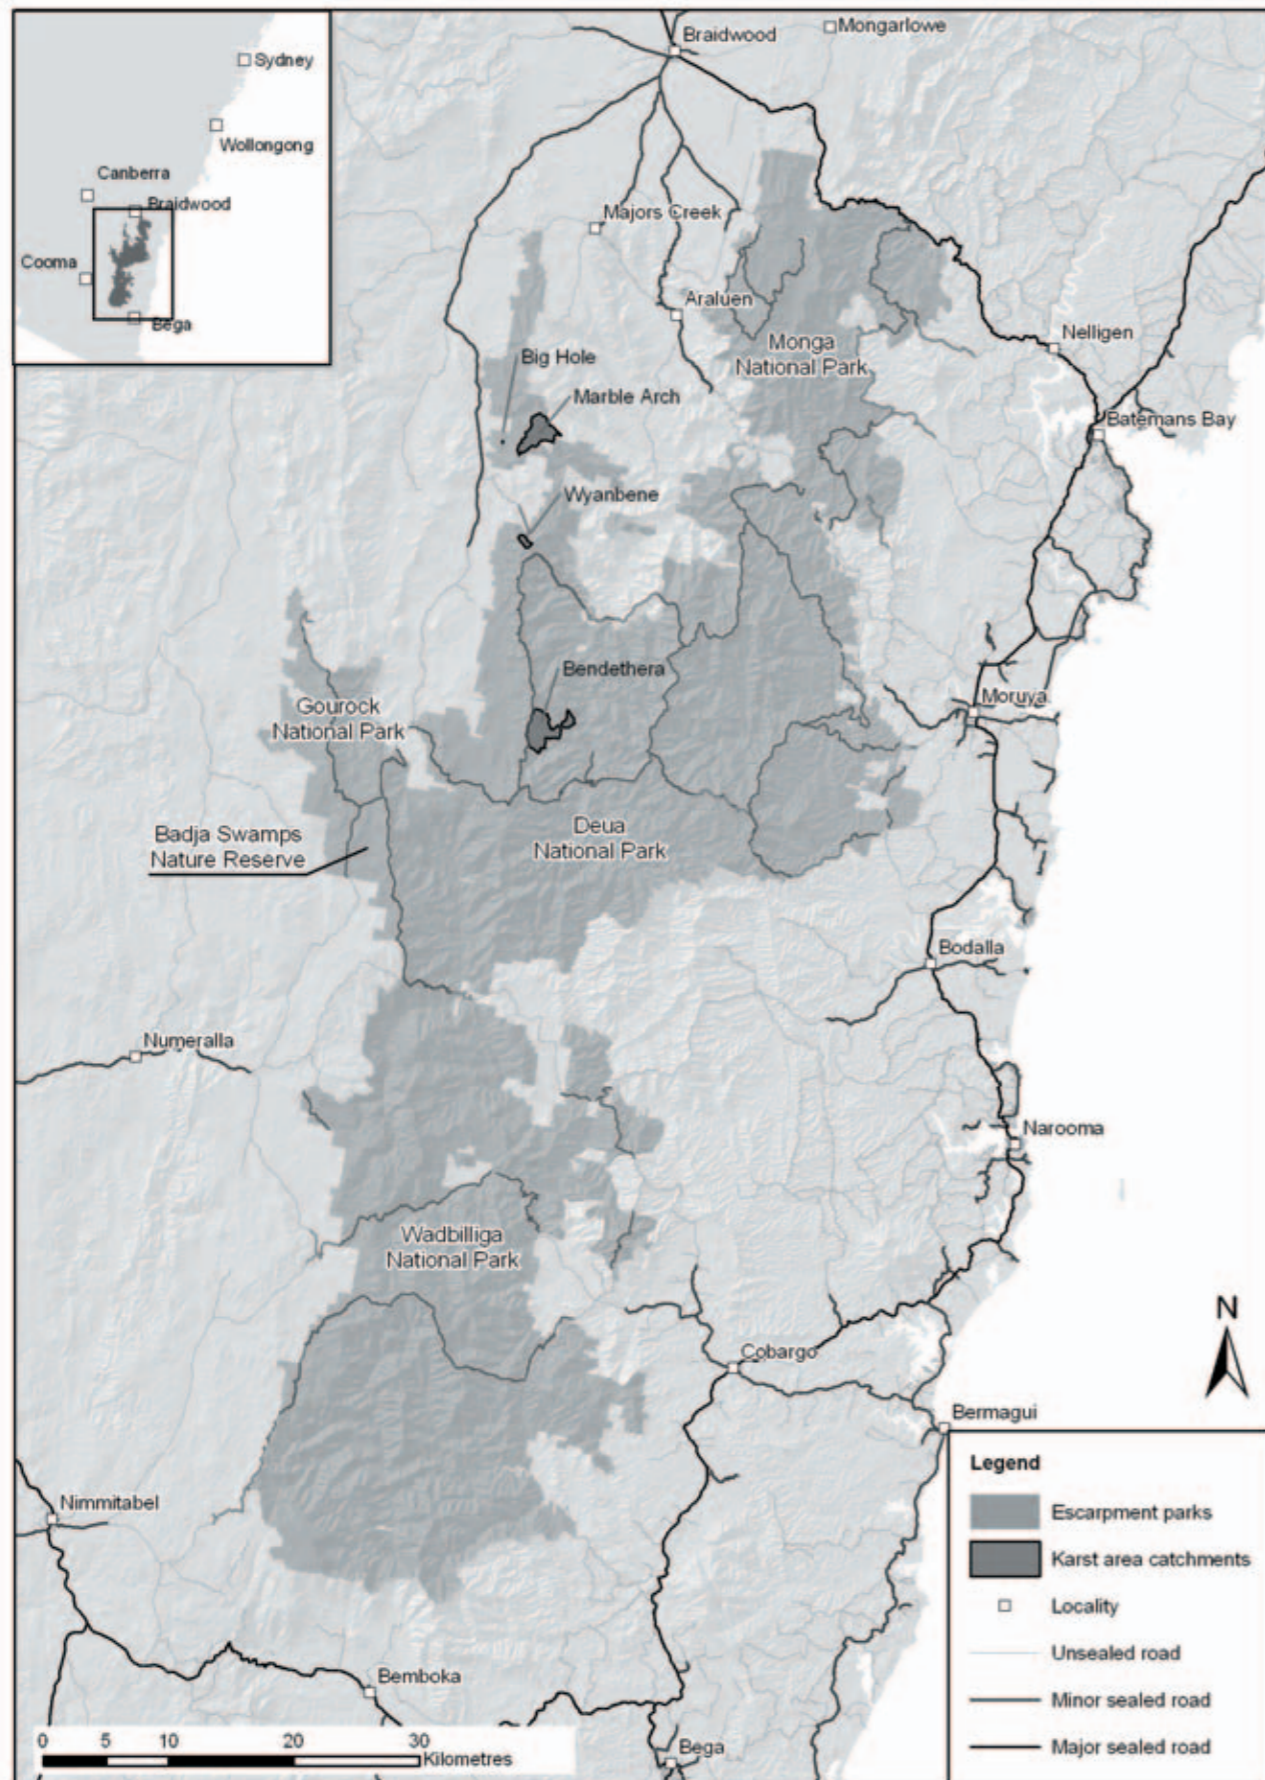 Sydney
Wollongong
Canberra
Braidwood
Cooma
Bega
Braidwood
Mongarlowe
Majors Creek
Araluen
Monga
National Park
Nelligen
Big Hole
Marble Arch
Batemans Bay
Wyanbene
Bendethera
Gourock
National Park
Moruya
Badja Swamps
Nature Reserve
Deua
National Park
Bodalla
Numeralla
Narooma
Wadbilliga
National Park
N
Cobargo
Bermagui
Nimmitabel
Bemboka
Bega
0 5 10 20 30
Kilometres
Legend
Escarpment parks
Karst area catchments
Locality
Unsealed road
Minor sealed road
Major sealed road